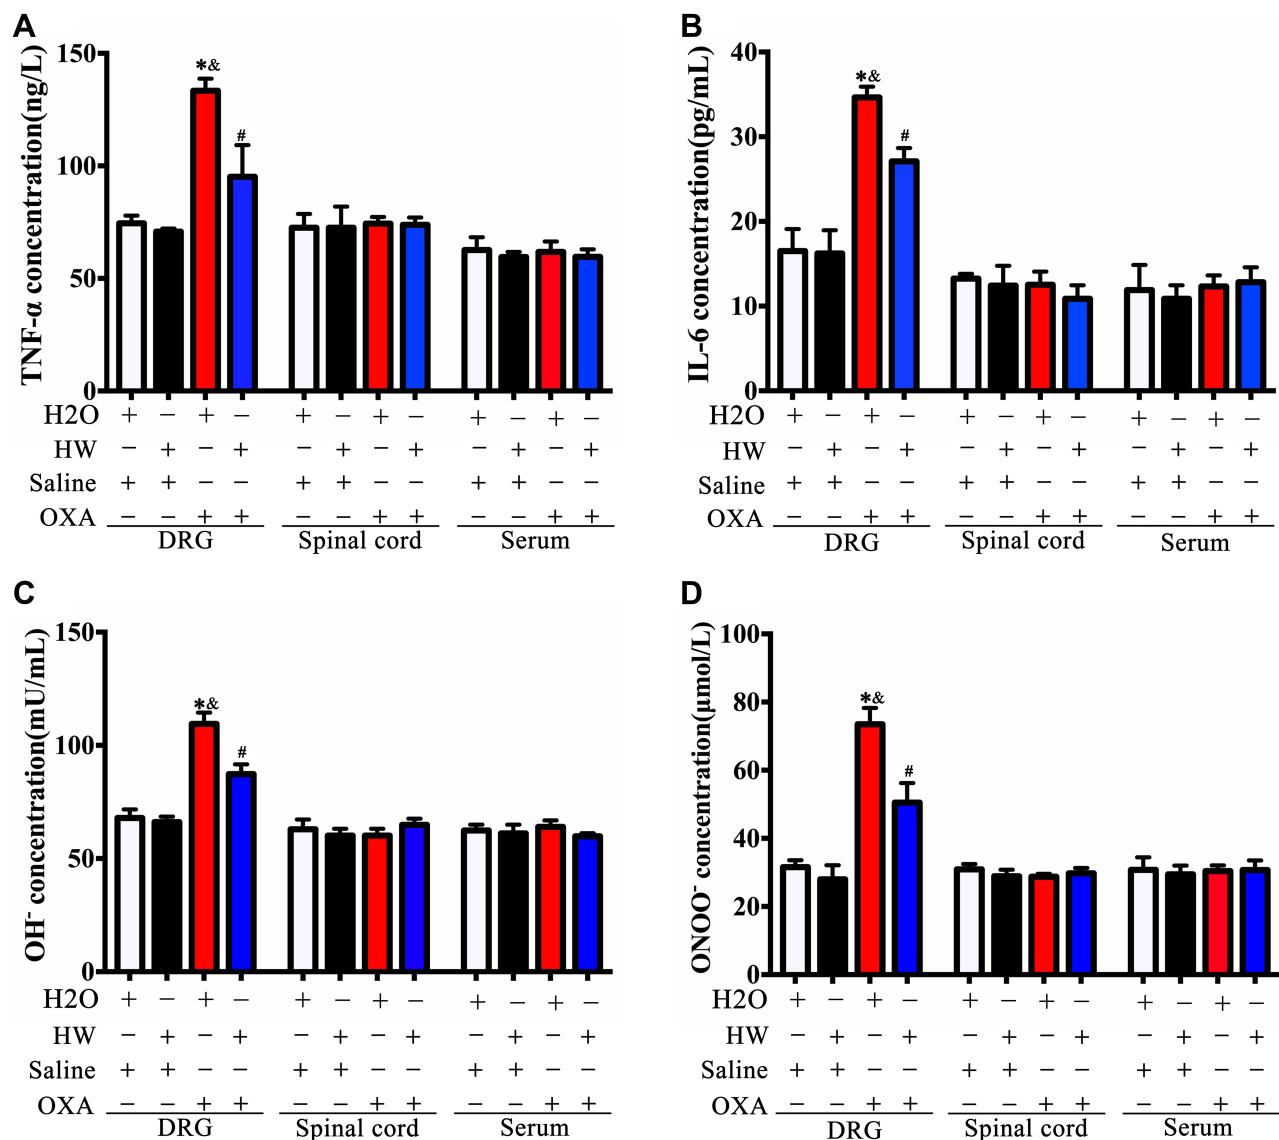 A
TNF-α concentration(ng/L)
150
100
50
0
*&
#
H2O + − + − + − + − + − + −
HW − + − + − + − + − + − +
Saline + + − − + + − − + + − −
OXA − − + + − − + + − − + +
DRG Spinal cord Serum
B
IL-6 concentration(pg/mL)
40
30
20
10
0
*&
#
H2O + − + − + − + − + − + −
HW − + − + − + − + − + − +
Saline + + − − + + − − + + − −
OXA − − + + − − + + − − + +
DRG Spinal cord Serum
C
OH⁻ concentration(mU/mL)
150
100
50
0
*&
#
H2O + − + − + − + − + − + −
HW − + − + − + − + − + − +
Saline + + − − + + − − + + − −
OXA − − + + − − + + − − + +
DRG Spinal cord Serum
D
ONOO⁻ concentration(μmol/L)
100
80
60
40
20
0
*&
#
H2O + − + − + − + − + − + −
HW − + − + − + − + − + − +
Saline + + − − + + − − + + − −
OXA − − + + − − + + − − + +
DRG Spinal cord Serum